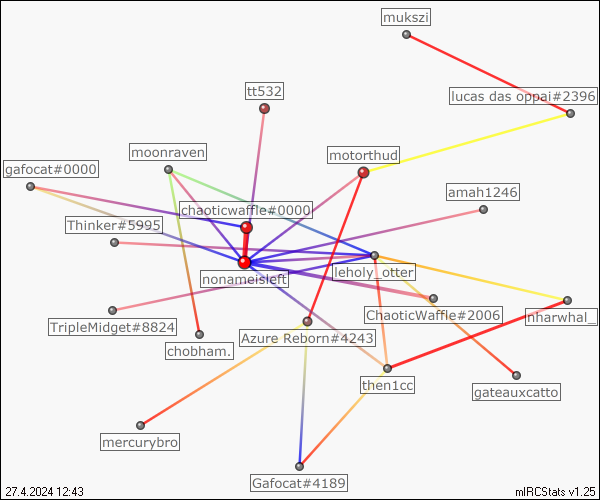 mukszi
tt532
lucas das oppai#2396
moonraven
motorthud
gafocat#0000
amah1246
chaoticwaffle#0000
Thinker#5995
nonameisleft
leholy_otter
TripleMidget#8824
ChaoticWaffle#2006
nharwhal_
Azure Reborn#4243
chobham.
then1cc
gateauxcatto
mercurybro
Gafocat#4189
27.4.2024 12:43
mIRCStats v1.25